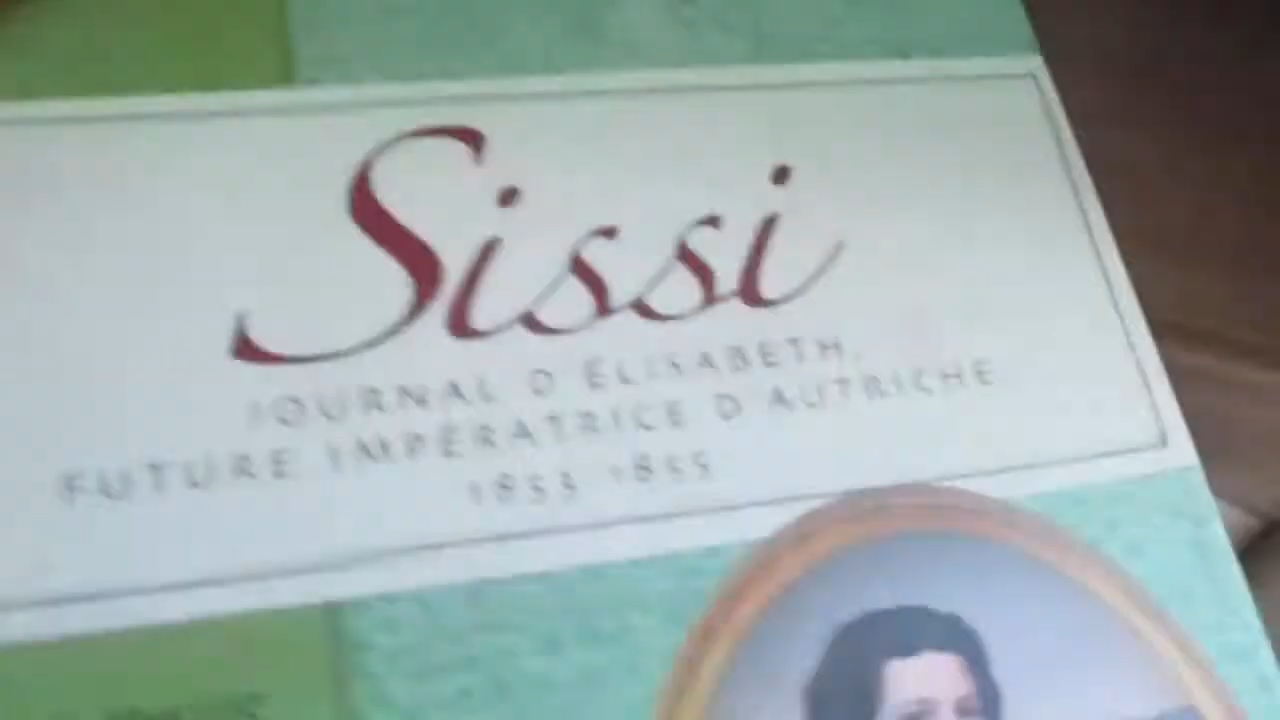 Sissi
JOURNAL D'ÉLISABETH,
FUTURE IMPÉRATRICE D'AUTRICHE
1853-1855